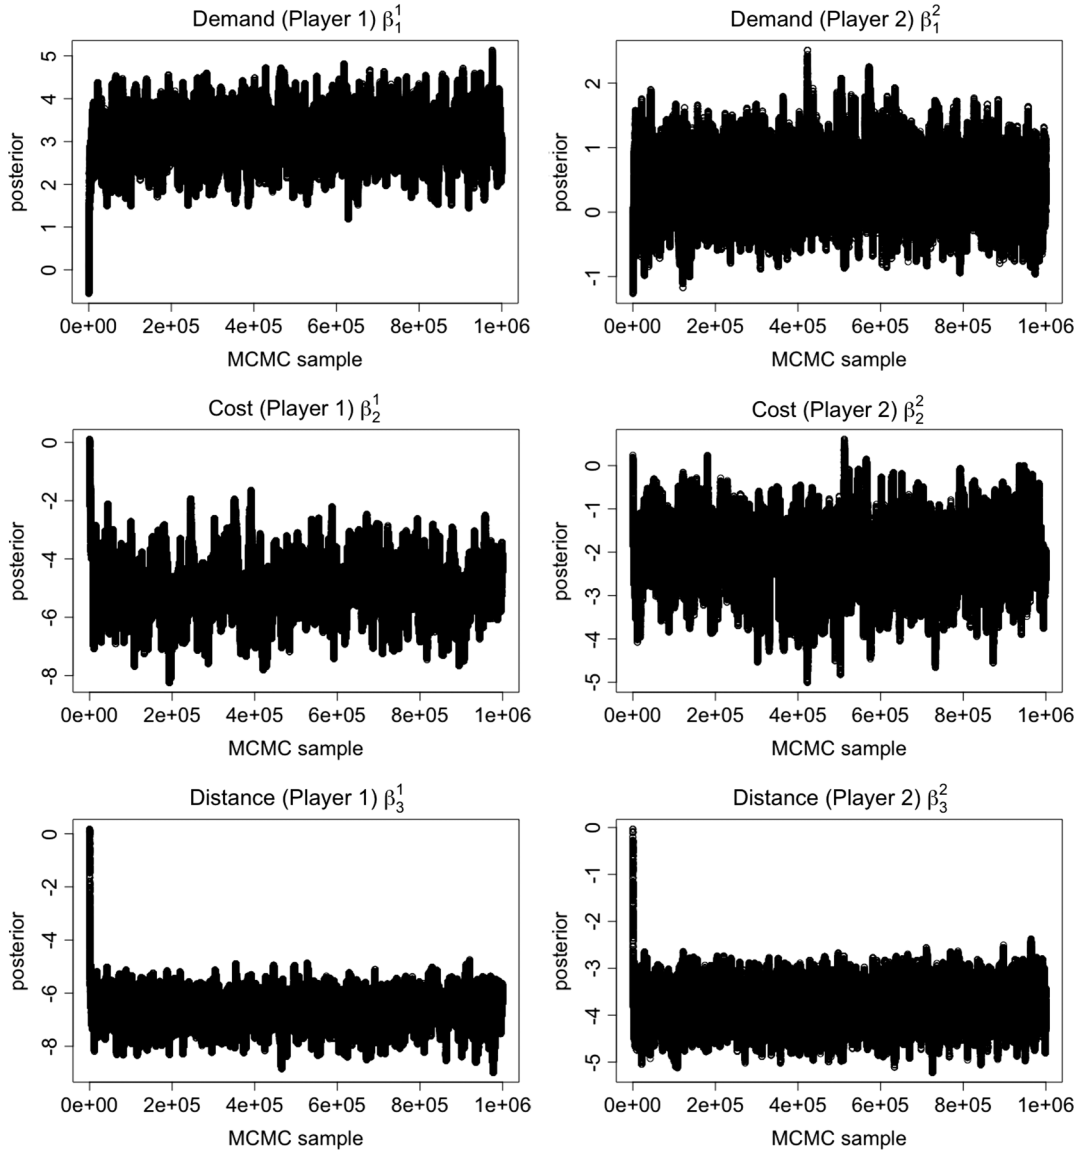 Demand (Player 1) β₁¹
posterior
5
4
3
2
1
0
0e+00 2e+05 4e+05 6e+05 8e+05 1e+06
MCMC sample
Demand (Player 2) β₁²
posterior
2
1
0
-1
0e+00 2e+05 4e+05 6e+05 8e+05 1e+06
MCMC sample
Cost (Player 1) β₂¹
posterior
0
-2
-4
-6
-8
0e+00 2e+05 4e+05 6e+05 8e+05 1e+06
MCMC sample
Cost (Player 2) β₂²
posterior
0
-1
-2
-3
-4
-5
0e+00 2e+05 4e+05 6e+05 8e+05 1e+06
MCMC sample
Distance (Player 1) β₃¹
posterior
0
-2
-4
-6
-8
0e+00 2e+05 4e+05 6e+05 8e+05 1e+06
MCMC sample
Distance (Player 2) β₃²
posterior
0
-1
-2
-3
-4
-5
0e+00 2e+05 4e+05 6e+05 8e+05 1e+06
MCMC sample